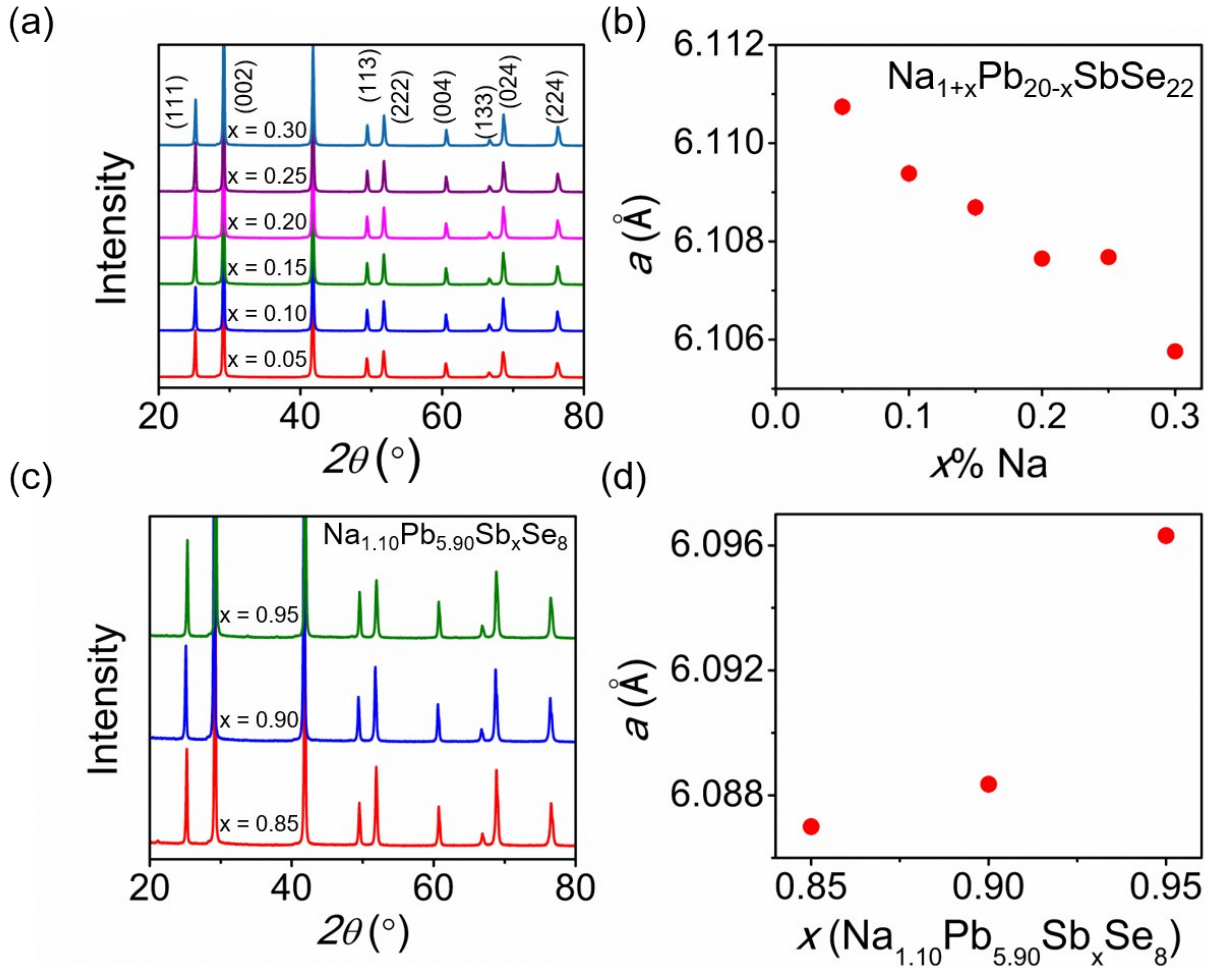 (a)
(111)
(002)
(113)
(222)
(004)
(133)
(024)
(224)
x = 0.30
x = 0.25
x = 0.20
x = 0.15
x = 0.10
x = 0.05
Intensity
20 40 60 80
2θ (°)
(b)
6.112
6.110
6.108
6.106
a (Å)
Na₁₊ₓPb₂₀₋ₓSbSe₂₂
0.0 0.1 0.2 0.3
x% Na
(c)
Na₁.₁₀Pb₅.₉₀SbₓSe₈
x = 0.95
x = 0.90
x = 0.85
Intensity
20 40 60 80
2θ (°)
(d)
6.096
6.092
6.088
a (Å)
0.85 0.90 0.95
x (Na₁.₁₀Pb₅.₉₀SbₓSe₈)